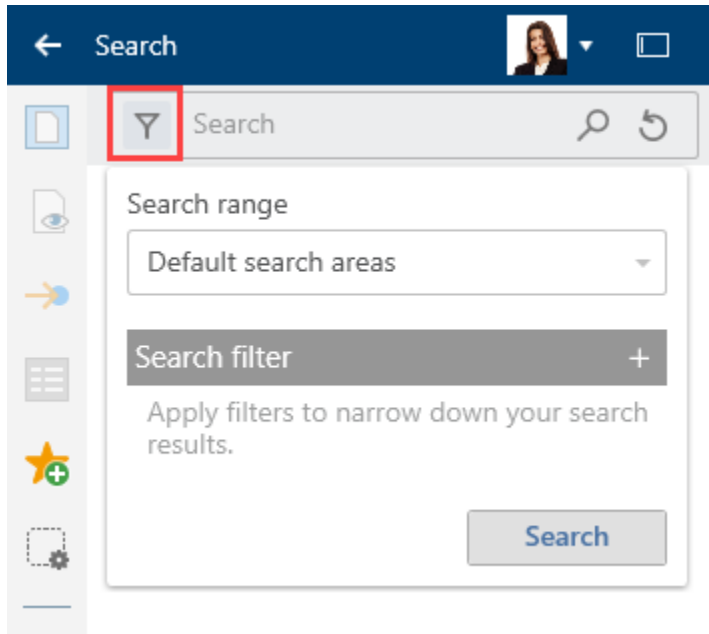 Search
Search
Search range
Default search areas
Search filter
Apply filters to narrow down your search
results.
Search